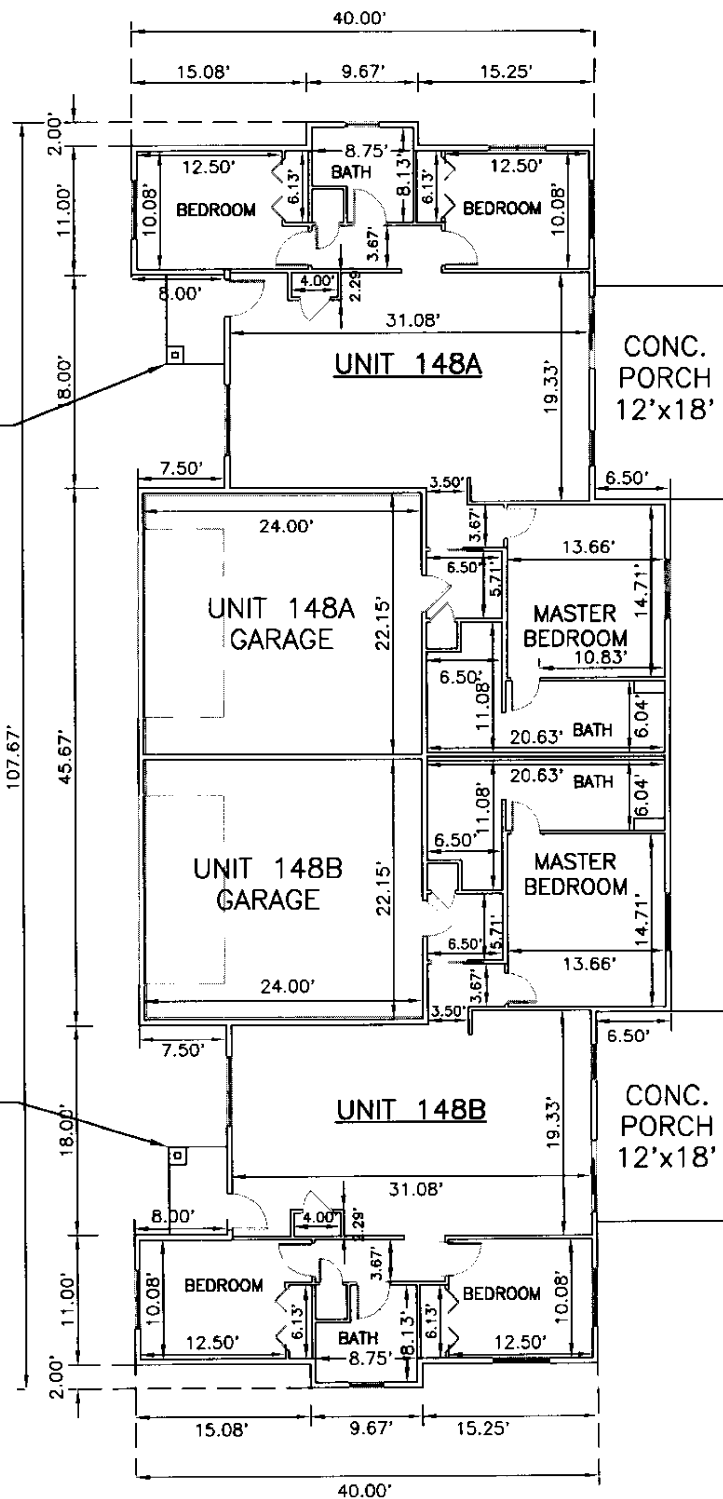 40.00'
15.08' 9.67' 15.25'
2.00'
12.50' 8.75' 12.50'
BATH
6.13' 8.13' 6.13'
11.00' 10.08' BEDROOM BEDROOM 10.08'
3.67'
8.00' 4.00' 2.29'
31.08'
UNIT 148A
CONC.
PORCH
12'x18'
8.00' 19.33'
7.50' 3.50' 6.50'
24.00' 3.67' 13.66'
6.50' 5.71' 14.71'
UNIT 148A
GARAGE
22.15'
MASTER
BEDROOM
10.83'
6.50' 11.08' 6.04'
20.63' BATH
107.67' 45.67'
20.63' BATH
11.08' 6.04'
6.50'
UNIT 148B
GARAGE
22.15'
MASTER
BEDROOM
6.50' 5.71' 14.71'
24.00' 3.67' 13.66'
3.50'
7.50' 6.50'
18.00' 19.33'
UNIT 148B
CONC.
PORCH
12'x18'
31.08'
8.00' 4.00' 2.29'
3.67'
11.00' 10.08' BEDROOM BEDROOM 10.08'
6.13' 8.13' 6.13'
BATH
12.50' 8.75' 12.50'
2.00'
15.08' 9.67' 15.25'
40.00'